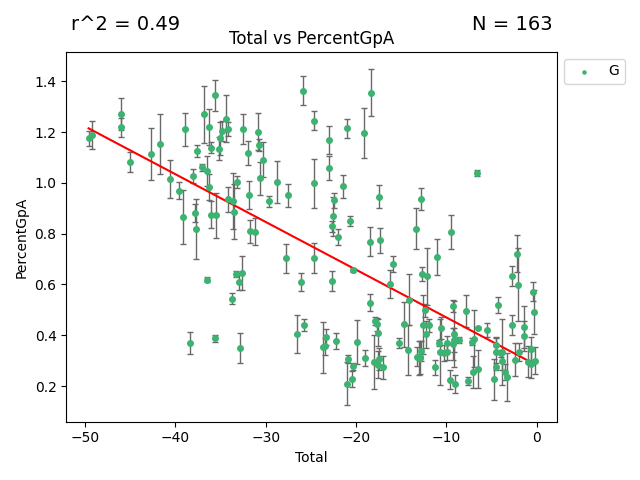 r^2 = 0.49
N = 163
Total vs PercentGpA
G
PercentGpA
1.4
1.2
1.0
0.8
0.6
0.4
0.2
−50
−40
−30
−20
−10
0
Total